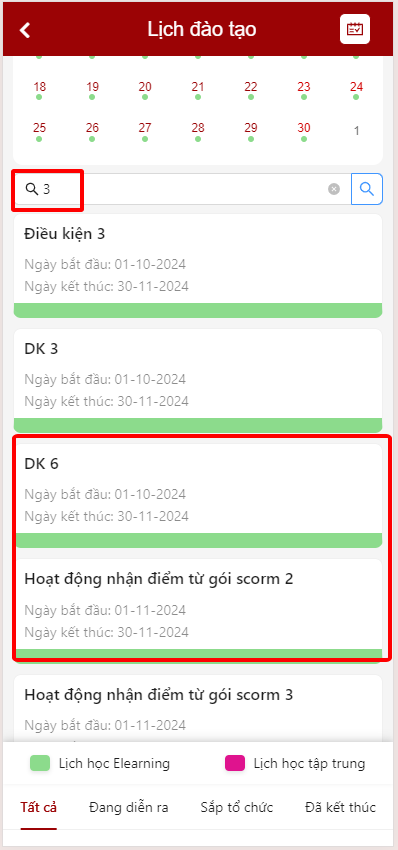 Lịch đào tạo
18 19 20 21 22 23 24
25 26 27 28 29 30 1
3
Điều kiện 3
Ngày bắt đầu: 01-10-2024
Ngày kết thúc: 30-11-2024
DK 3
Ngày bắt đầu: 01-10-2024
Ngày kết thúc: 30-11-2024
DK 6
Ngày bắt đầu: 01-10-2024
Ngày kết thúc: 30-11-2024
Hoạt động nhận điểm từ gói scorm 2
Ngày bắt đầu: 01-11-2024
Ngày kết thúc: 30-11-2024
Hoạt động nhận điểm từ gói scorm 3
Ngày bắt đầu: 01-11-2024
Lịch học Elearning Lịch học tập trung
Tất cả Đang diễn ra Sắp tổ chức Đã kết thúc